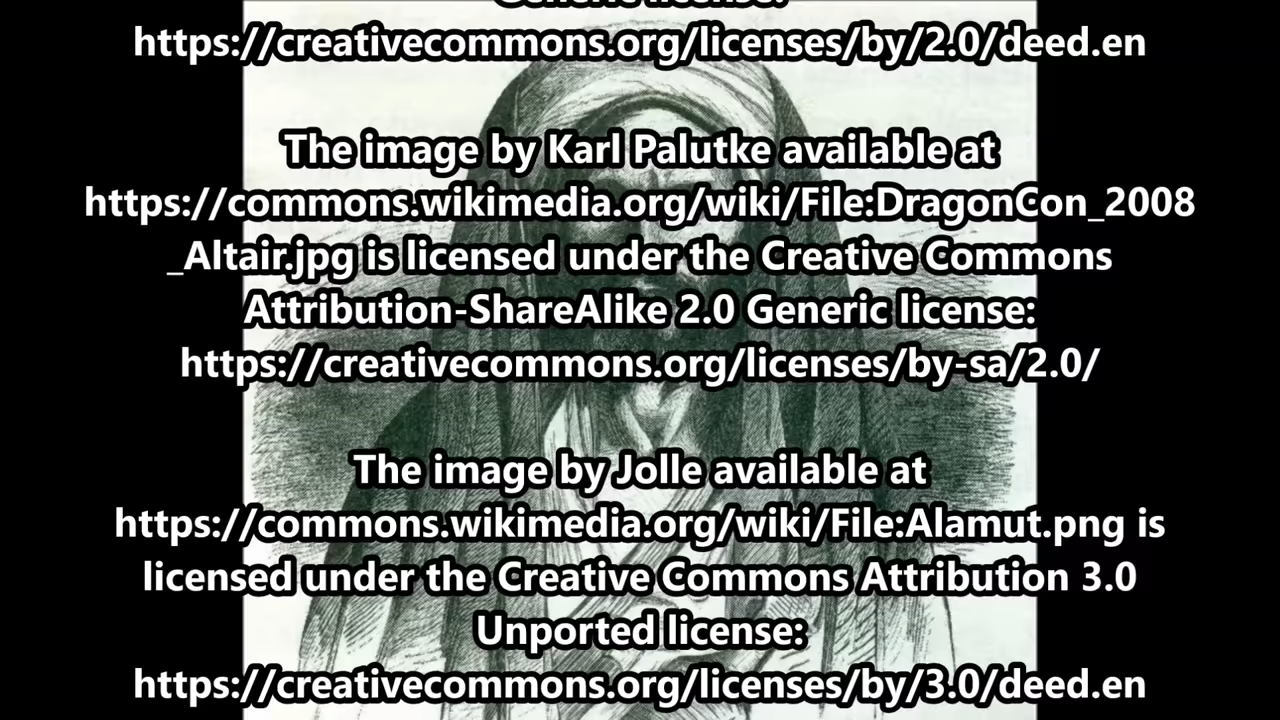 Generic license:
https://creativecommons.org/licenses/by/2.0/deed.en
The image by Karl Palutke available at
https://commons.wikimedia.org/wiki/File:DragonCon_2008
_Altair.jpg is licensed under the Creative Commons
Attribution-ShareAlike 2.0 Generic license:
https://creativecommons.org/licenses/by-sa/2.0/
The image by Jolle available at
https://commons.wikimedia.org/wiki/File:Alamut.png is
licensed under the Creative Commons Attribution 3.0
Unported license:
https://creativecommons.org/licenses/by/3.0/deed.en